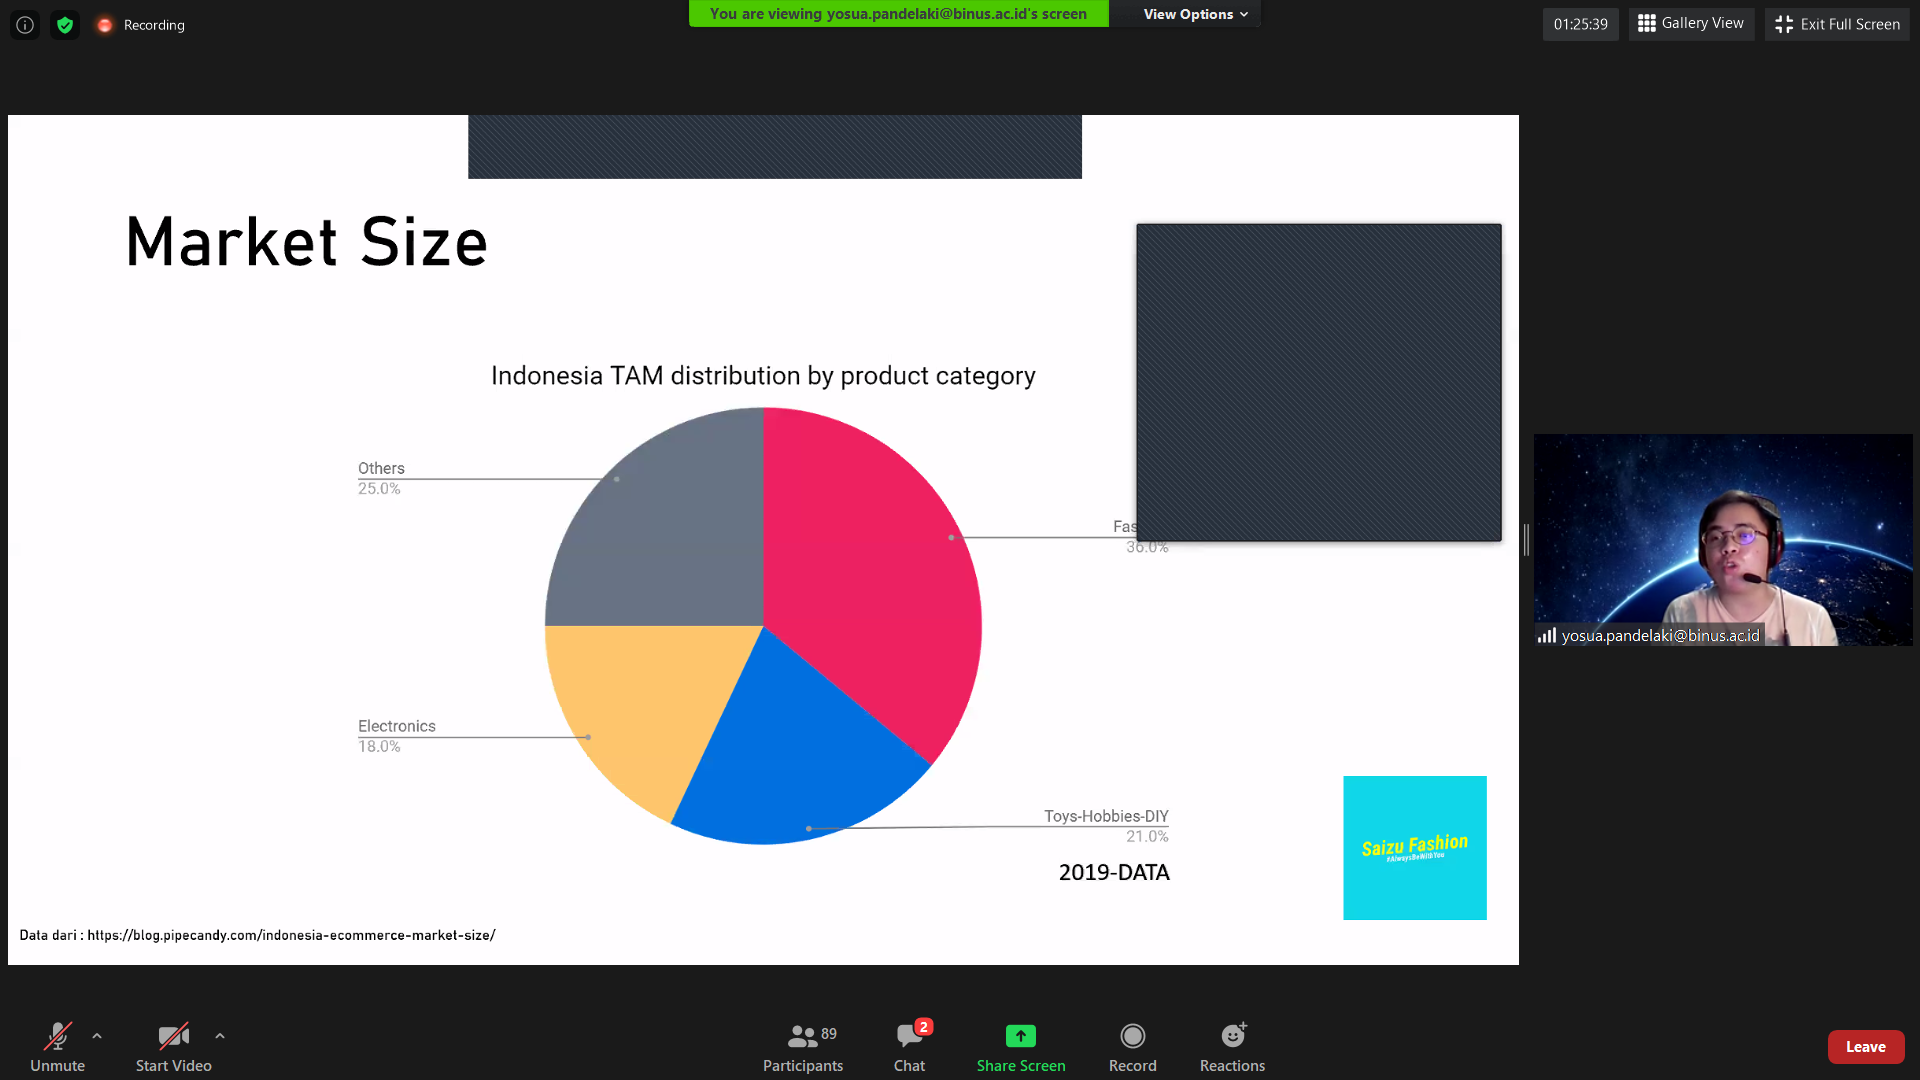 Recording
You are viewing yosua.pandelaki@binus.ac.id's screen
View Options
01:25:39
Gallery View
Exit Full Screen
Market Size
Indonesia TAM distribution by product category
Others
25.0%
Fas
36.0%
Electronics
18.0%
Toys-Hobbies-DIY
21.0%
2019-DATA
Saizu Fashion
#AlwaysBeWithYou
Data dari : https://blog.pipecandy.com/indonesia-ecommerce-market-size/
yosua.pandelaki@binus.ac.id
Unmute
Start Video
89
Participants
2
Chat
Share Screen
Record
Reactions
Leave